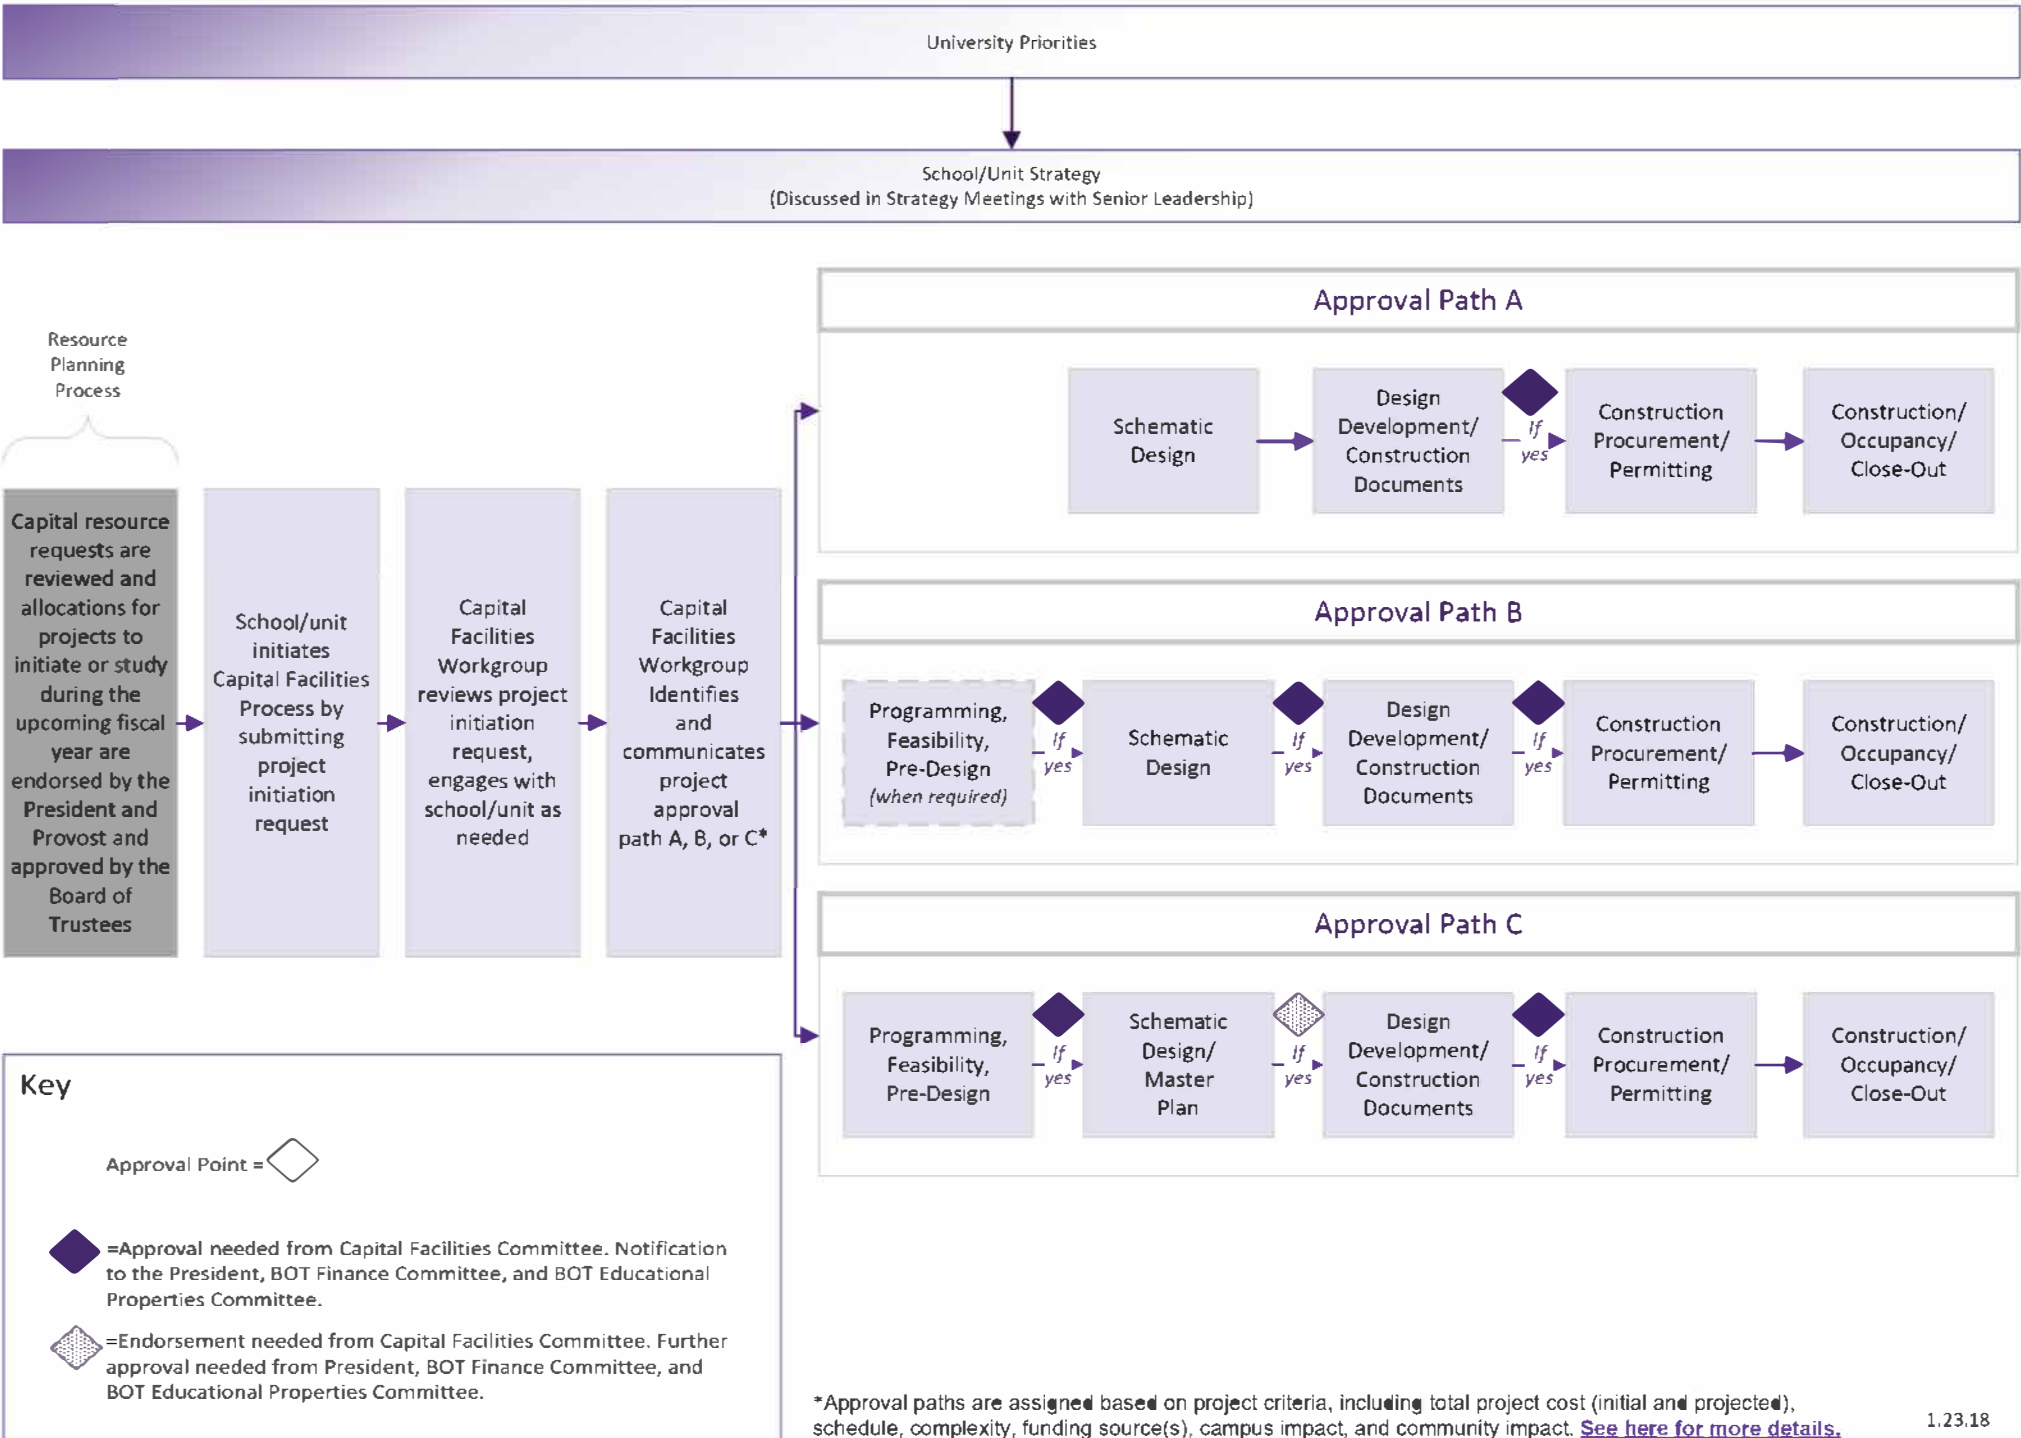 University Priorities
School/Unit Strategy
(Discussed in Strategy Meetings with Senior Leadership)
Resource
Planning
Process
Capital resource
requests are
reviewed and
allocations for
projects to
initiate or study
during the
upcoming fiscal
year are
endorsed by the
President and
Provost and
approved by the
Board of
Trustees
School/unit
initiates
Capital Facilities
Process by
submitting
project
initiation
request
Capital
Facilities
Workgroup
reviews project
initiation
request,
engages with
school/unit as
needed
Capital
Facilities
Workgroup
Identifies
and
communicates
project
approval
path A, B, or C*
Approval Path A
Schematic
Design
Design
Development/
Construction
Documents
If
yes
Construction
Procurement/
Permitting
Construction/
Occupancy/
Close-Out
Approval Path B
Programming,
Feasibility,
Pre-Design
(when required)
If
yes
Schematic
Design
If
yes
Design
Development/
Construction
Documents
If
yes
Construction
Procurement/
Permitting
Construction/
Occupancy/
Close-Out
Approval Path C
Programming,
Feasibility,
Pre-Design
If
yes
Schematic
Design/
Master
Plan
If
yes
Design
Development/
Construction
Documents
If
yes
Construction
Procurement/
Permitting
Construction/
Occupancy/
Close-Out
Key
Approval Point =
=Approval needed from Capital Facilities Committee. Notification
to the President, BOT Finance Committee, and BOT Educational
Properties Committee.
=Endorsement needed from Capital Facilities Committee. Further
approval needed from President, BOT Finance Committee, and
BOT Educational Properties Committee.
*Approval paths are assigned based on project criteria, including total project cost (initial and projected),
schedule, complexity, funding source(s), campus impact, and community impact. See here for more details.
1.23.18